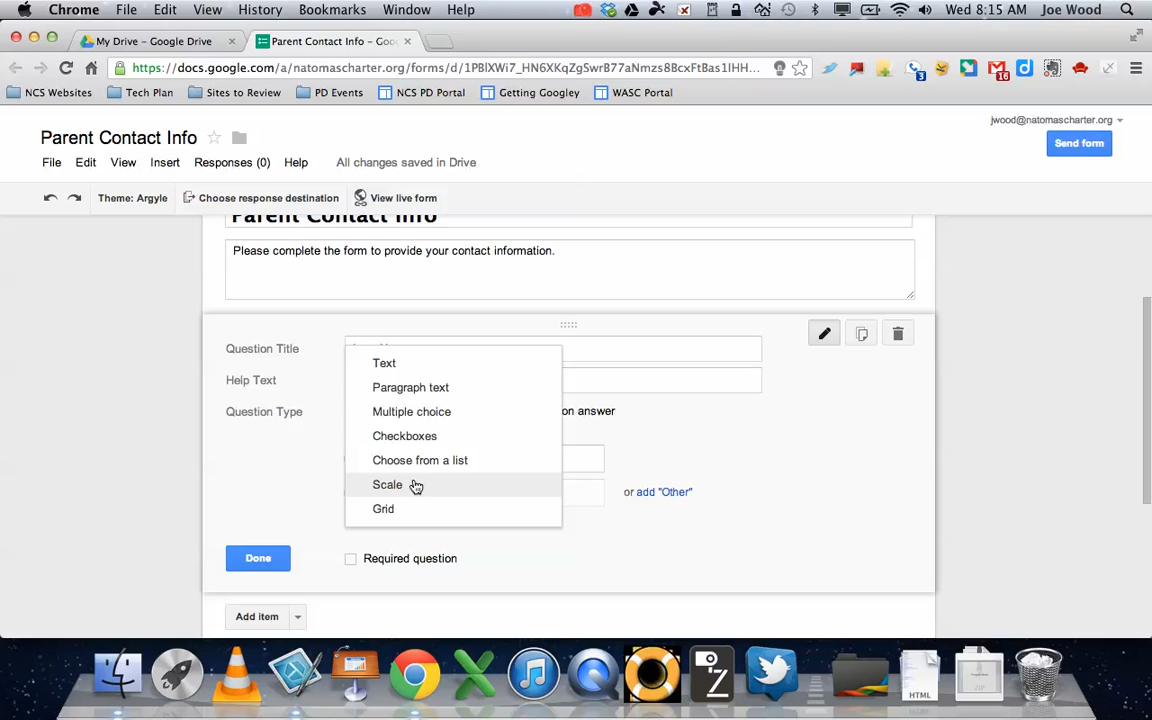 Chrome File Edit View History Bookmarks Window Help Wed 8:15 AM Joe Wood
My Drive – Google Drive Parent Contact Info – Goo
https://docs.google.com/a/natomascharter.org/forms/d/1PBlXWi7_HN6XKqZgSwrB77aNmzs8BcxFtBas1IHH... 3 16
NCS Websites Tech Plan Sites to Review PD Events NCS PD Portal Getting Googley WASC Portal
jwood@natomascharter.org
Parent Contact Info
Send form
File Edit View Insert Responses (0) Help All changes saved in Drive
Theme: Argyle Choose response destination View live form
Parent Contact Info
Please complete the form to provide your contact information.
Question Title
Text
Help Text
Paragraph text
Question Type Multiple choice on answer
Checkboxes
Choose from a list
Scale
or add "Other"
Grid
Done Required question
Add item
HTML ZIP